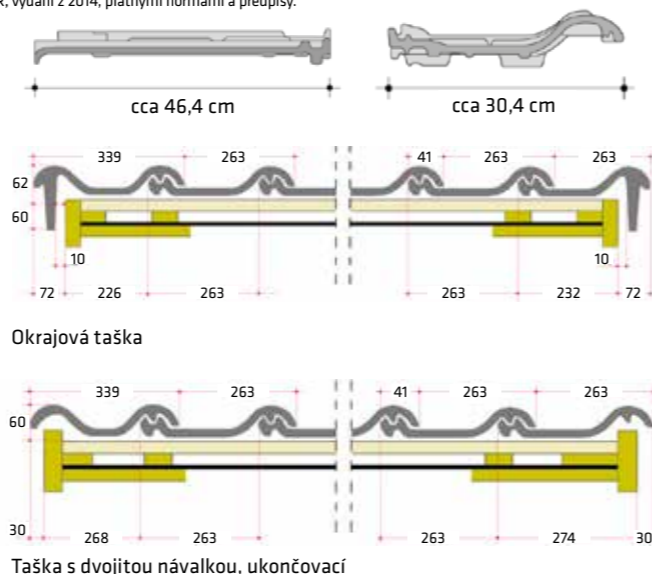 vydání z 2014, platnými normami a předpisy.
cca 46,4 cm
cca 30,4 cm
339 263 41 263 263
62
60
10 10
72 226 263 263 232 72
Okrajová taška
339 263 41 263 263
60
30 268 263 263 274 30
Taška s dvojitou návalkou, ukončovací